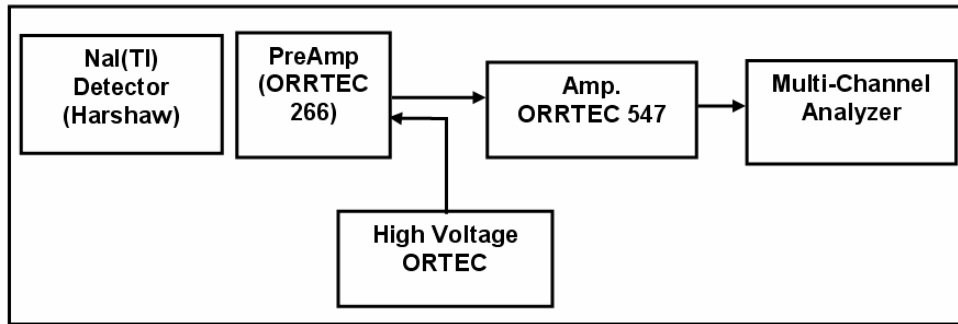 NaI(Tl)
Detector
(Harshaw)
PreAmp
(ORRTEC
266)
Amp.
ORRTEC 547
Multi-Channel
Analyzer
High Voltage
ORTEC